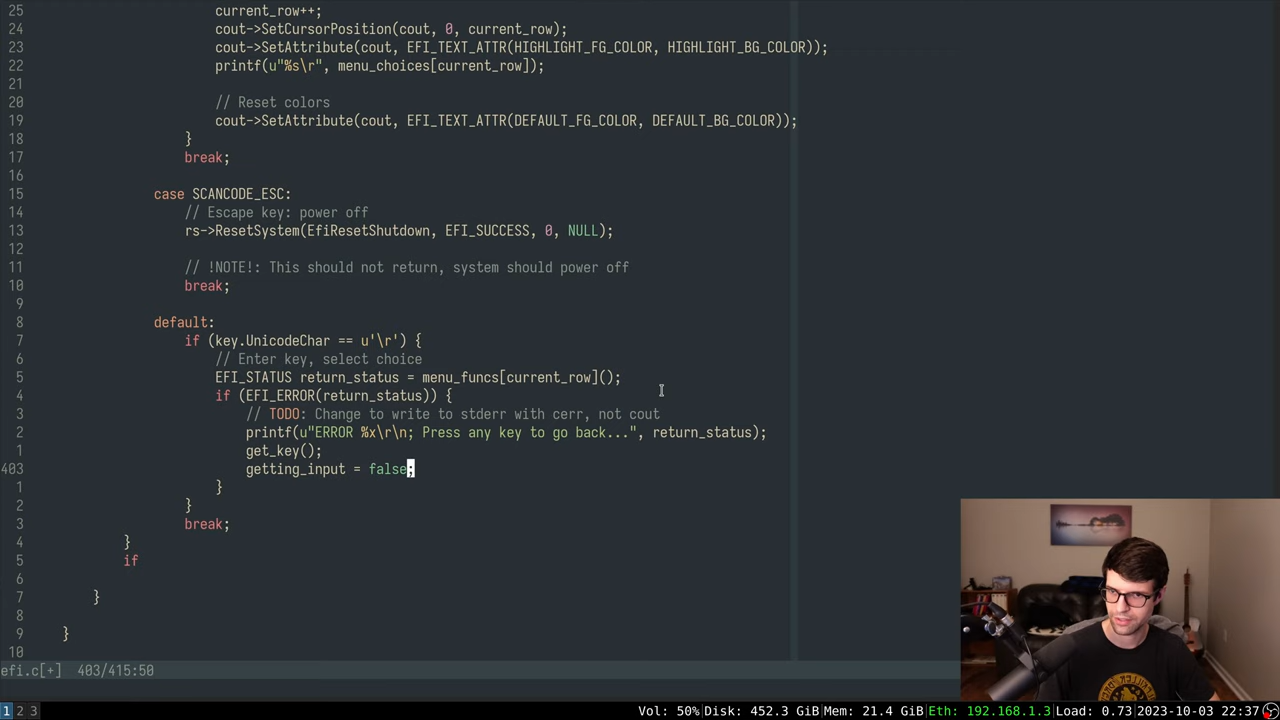 25 current_row++;
24 cout->SetCursorPosition(cout, 0, current_row);
23 cout->SetAttribute(cout, EFI_TEXT_ATTR(HIGHLIGHT_FG_COLOR, HIGHLIGHT_BG_COLOR));
22 printf(u"%s\r", menu_choices[current_row]);
21
20 // Reset colors
19 cout->SetAttribute(cout, EFI_TEXT_ATTR(DEFAULT_FG_COLOR, DEFAULT_BG_COLOR));
18 }
17 break;
16
15 case SCANCODE_ESC:
14 // Escape key: power off
13 rs->ResetSystem(EfiResetShutdown, EFI_SUCCESS, 0, NULL);
12
11 // !NOTE!: This should not return, system should power off
10 break;
9
8 default:
7 if (key.UnicodeChar == u'\r') {
6 // Enter key, select choice
5 EFI_STATUS return_status = menu_funcs[current_row]();
4 if (EFI_ERROR(return_status)) {
3 // TODO: Change to write to stderr with cerr, not cout
2 printf(u"ERROR %x\r\n; Press any key to go back...", return_status);
1 get_key();
403 getting_input = false;
1 }
2 }
3 break;
4 }
5 if
6
7 }
8
9 }
10
efi.c[+] 403/415:50
1 2 3 Vol: 50%|Disk: 452.3 GiB|Mem: 21.4 GiB|Eth: 192.168.1.3|Load: 0.73|2023-10-03 22:37